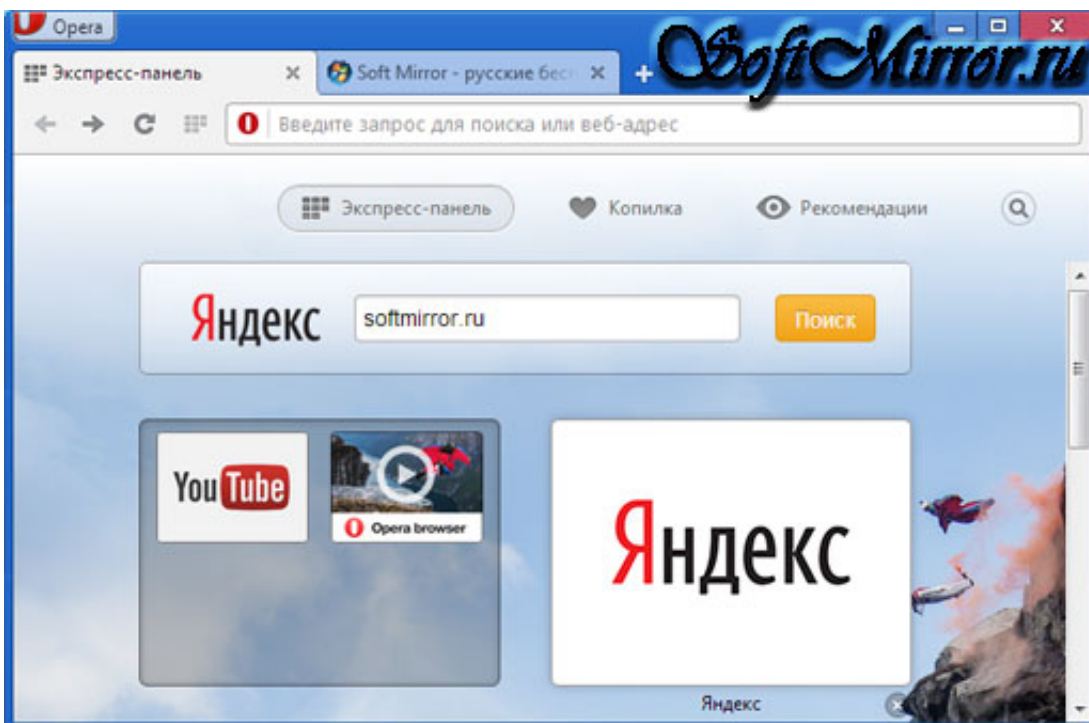 Opera
SoftMirror.ru
Экспресс-панель
Soft Mirror - русские бесп
Введите запрос для поиска или веб-адрес
Экспресс-панель
Копилка
Рекомендации
Яндекс
softmirror.ru
Поиск
YouTube
Opera browser
Яндекс
Яндекс